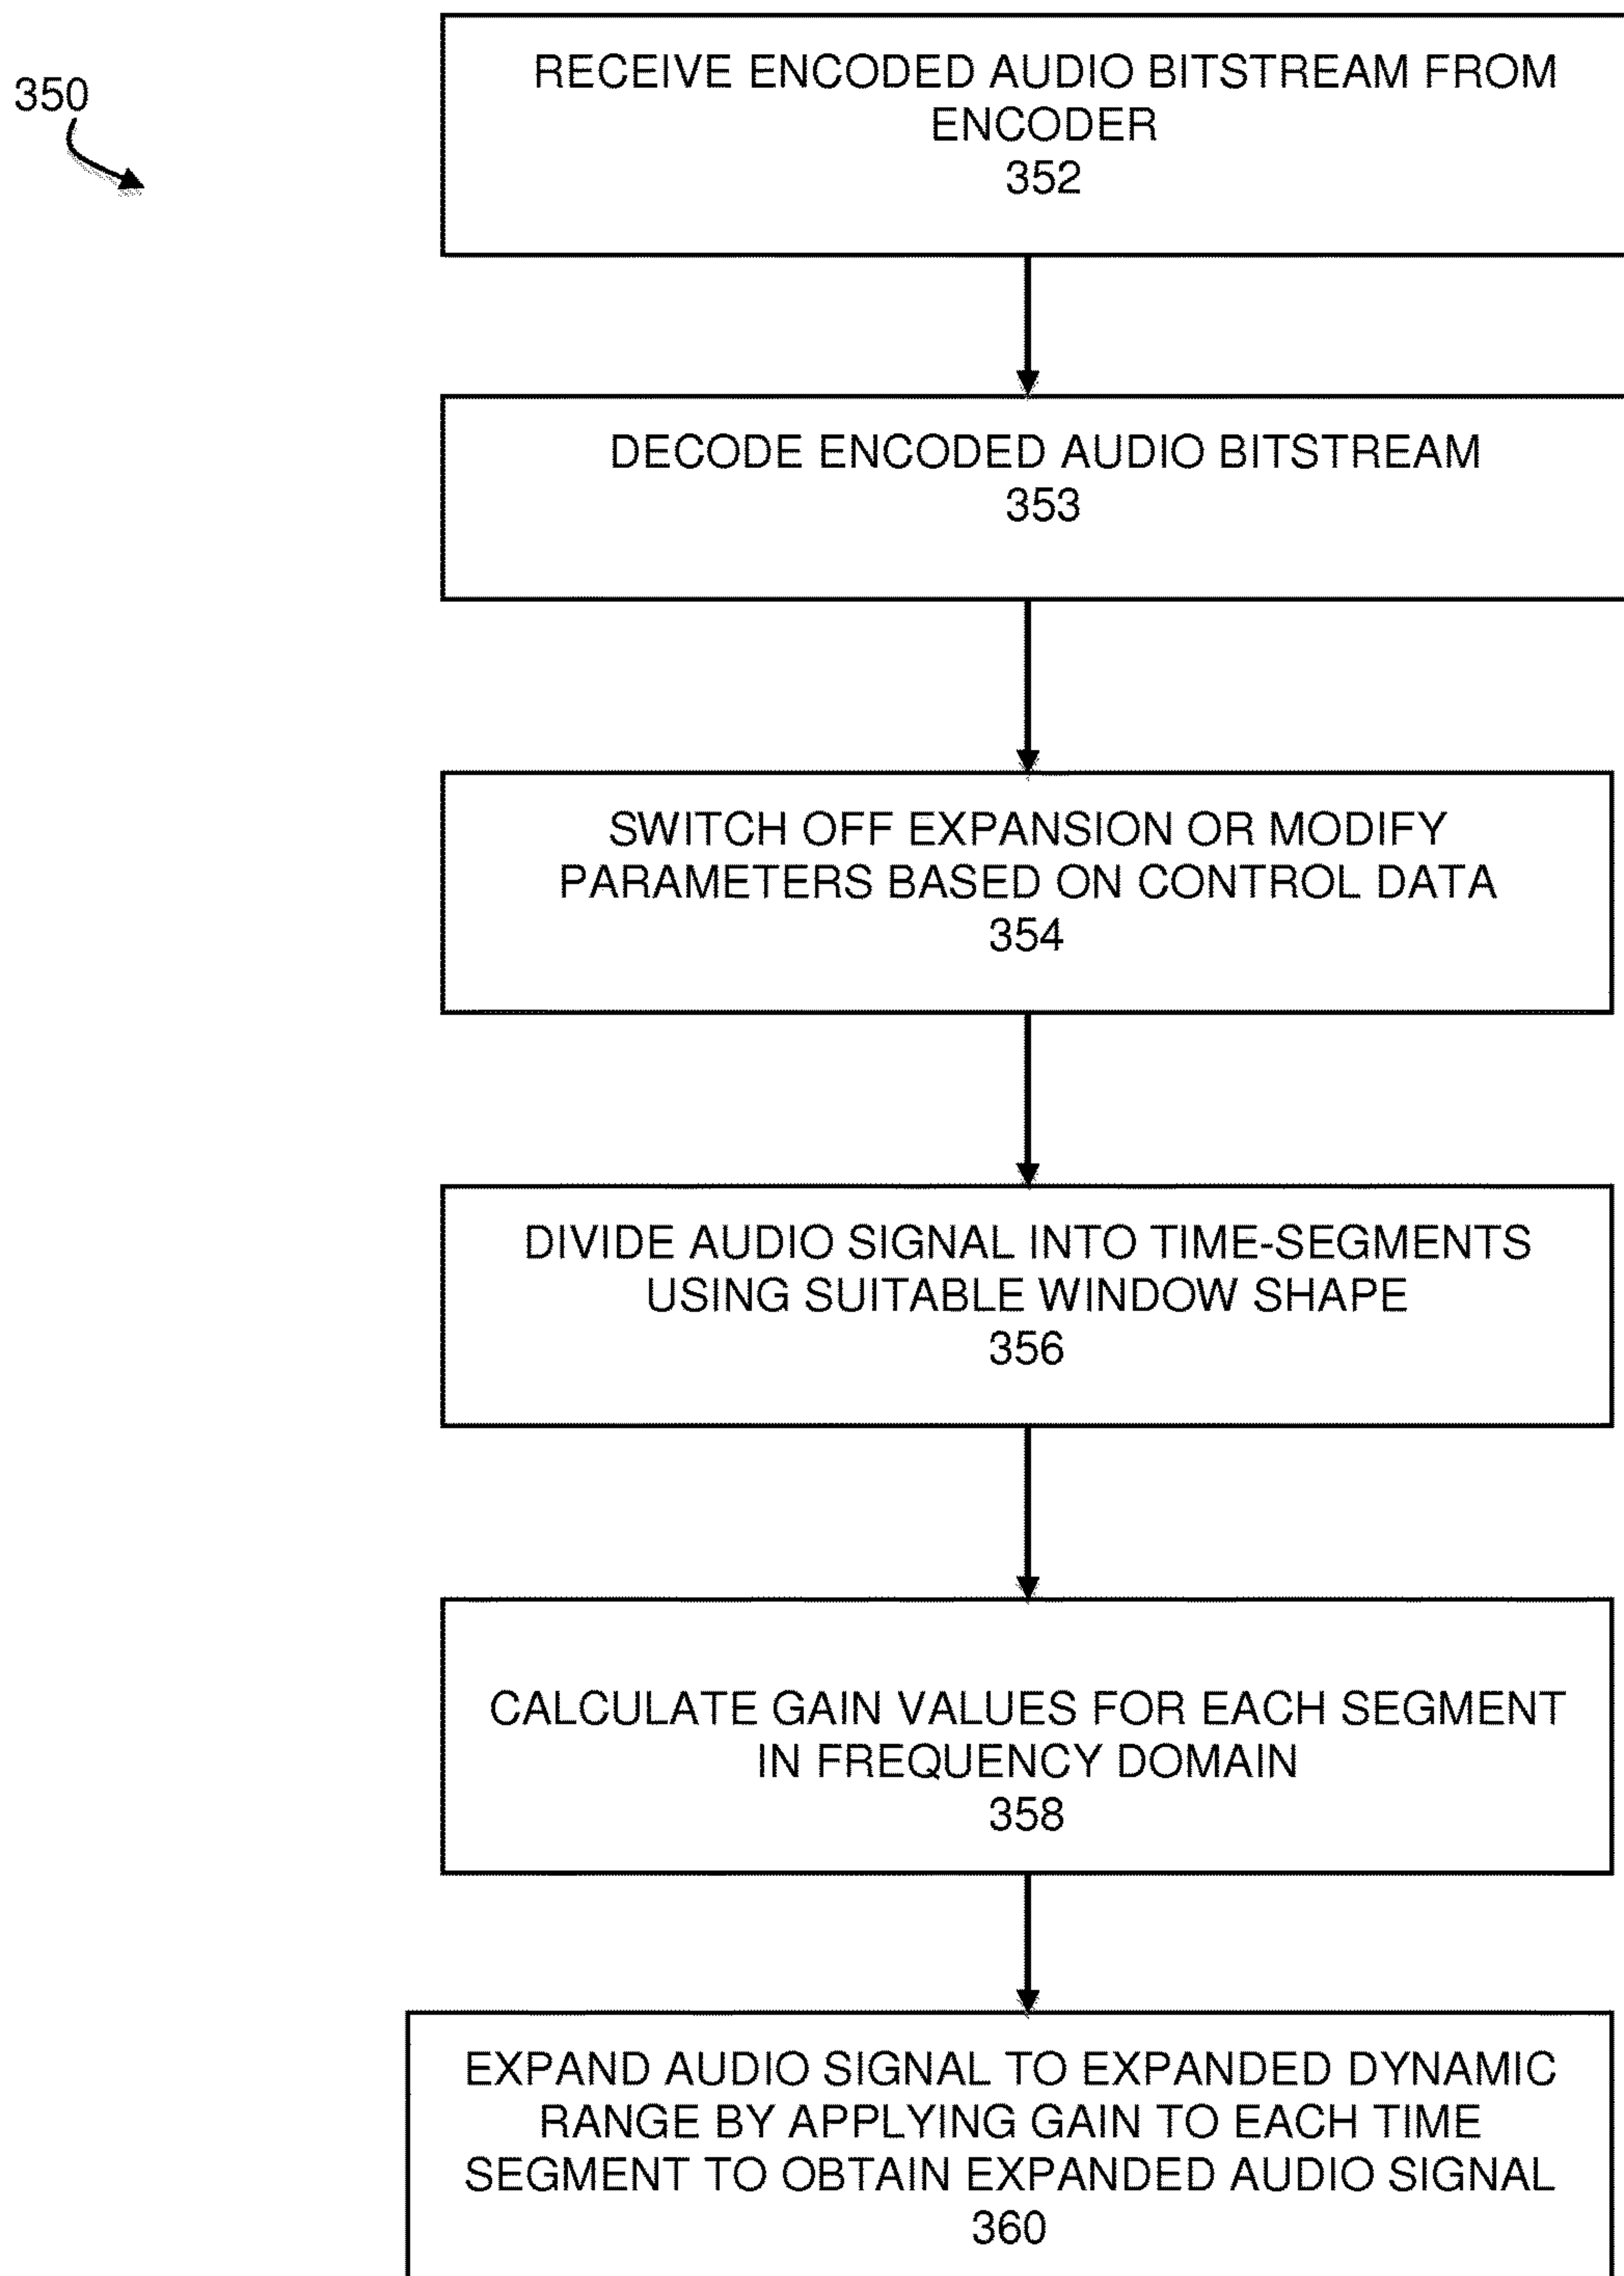 350
RECEIVE ENCODED AUDIO BITSTREAM FROM
ENCODER
352
DECODE ENCODED AUDIO BITSTREAM
353
SWITCH OFF EXPANSION OR MODIFY
PARAMETERS BASED ON CONTROL DATA
354
DIVIDE AUDIO SIGNAL INTO TIME-SEGMENTS
USING SUITABLE WINDOW SHAPE
356
CALCULATE GAIN VALUES FOR EACH SEGMENT
IN FREQUENCY DOMAIN
358
EXPAND AUDIO SIGNAL TO EXPANDED DYNAMIC
RANGE BY APPLYING GAIN TO EACH TIME
SEGMENT TO OBTAIN EXPANDED AUDIO SIGNAL
360